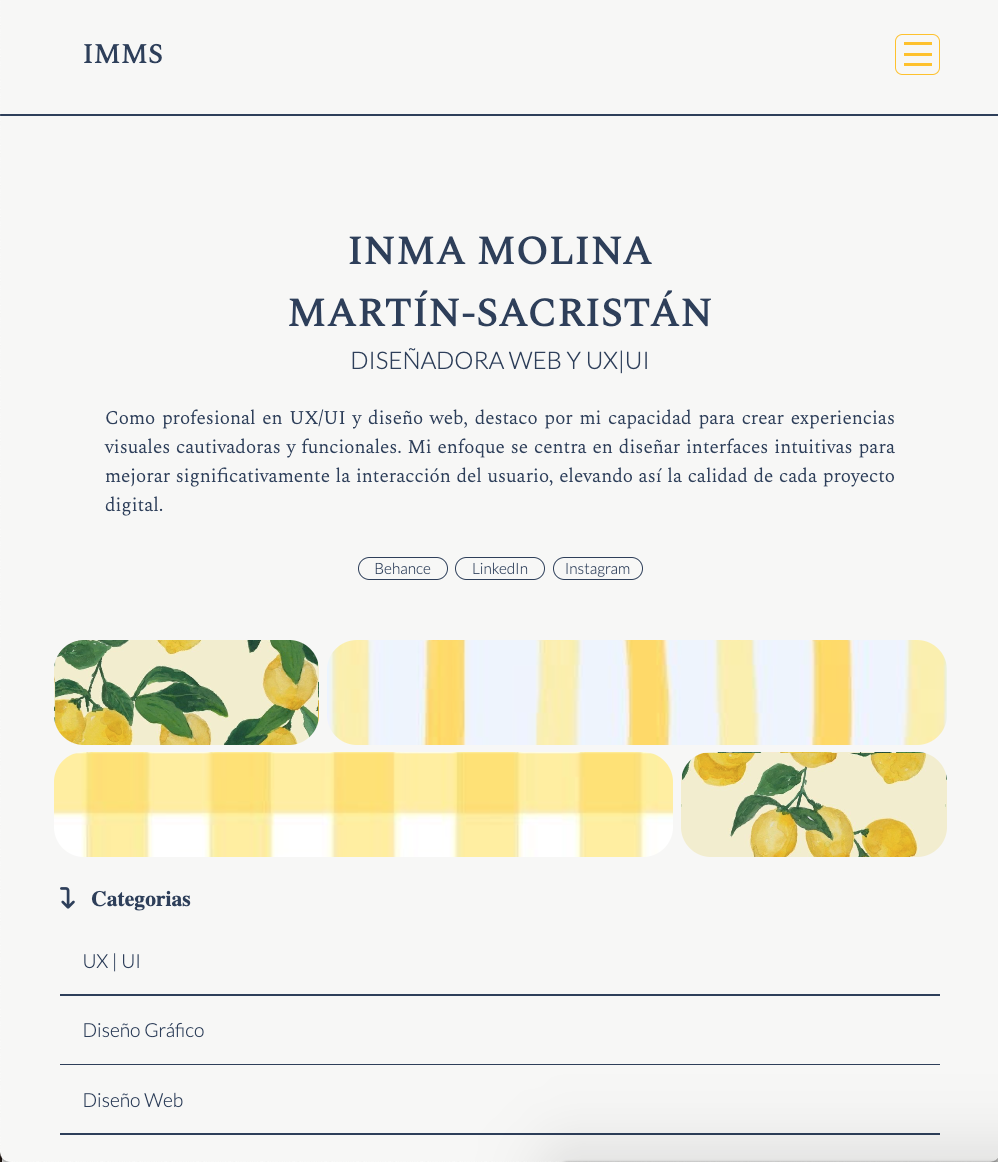 IMMS
INMA MOLINA
MARTÍN-SACRISTÁN
DISEÑADORA WEB Y UX|UI
Como profesional en UX/UI y diseño web, destaco por mi capacidad para crear experiencias
visuales cautivadoras y funcionales. Mi enfoque se centra en diseñar interfaces intuitivas para
mejorar significativamente la interacción del usuario, elevando así la calidad de cada proyecto
digital.
Behance LinkedIn Instagram
Categorias
UX | UI
Diseño Gráfico
Diseño Web